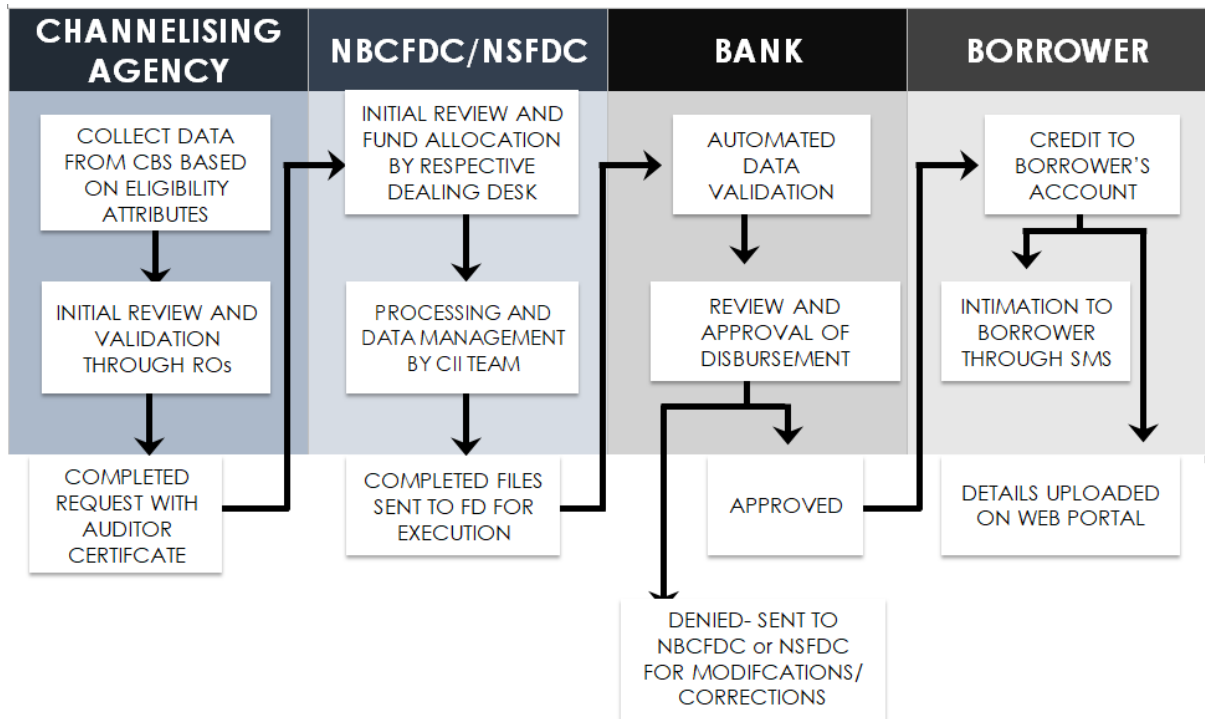 CHANNELISING
AGENCY
NBCFDC/NSFDC
BANK
BORROWER
COLLECT DATA
FROM CBS BASED
ON ELIGIBILITY
ATTRIBUTES
INITIAL REVIEW AND
VALIDATION
THROUGH ROs
COMPLETED
REQUEST WITH
AUDITOR
CERTIFCATE
INITIAL REVIEW AND
FUND ALLOCATION
BY RESPECTIVE
DEALING DESK
PROCESSING AND
DATA MANAGEMENT
BY CII TEAM
COMPLETED FILES
SENT TO FD FOR
EXECUTION
AUTOMATED
DATA
VALIDATION
REVIEW AND
APPROVAL OF
DISBURSEMENT
APPROVED
DENIED- SENT TO
NBCFDC or NSFDC
FOR MODIFCATIONS/
CORRECTIONS
CREDIT TO
BORROWER'S
ACCOUNT
INTIMATION TO
BORROWER
THROUGH SMS
DETAILS UPLOADED
ON WEB PORTAL